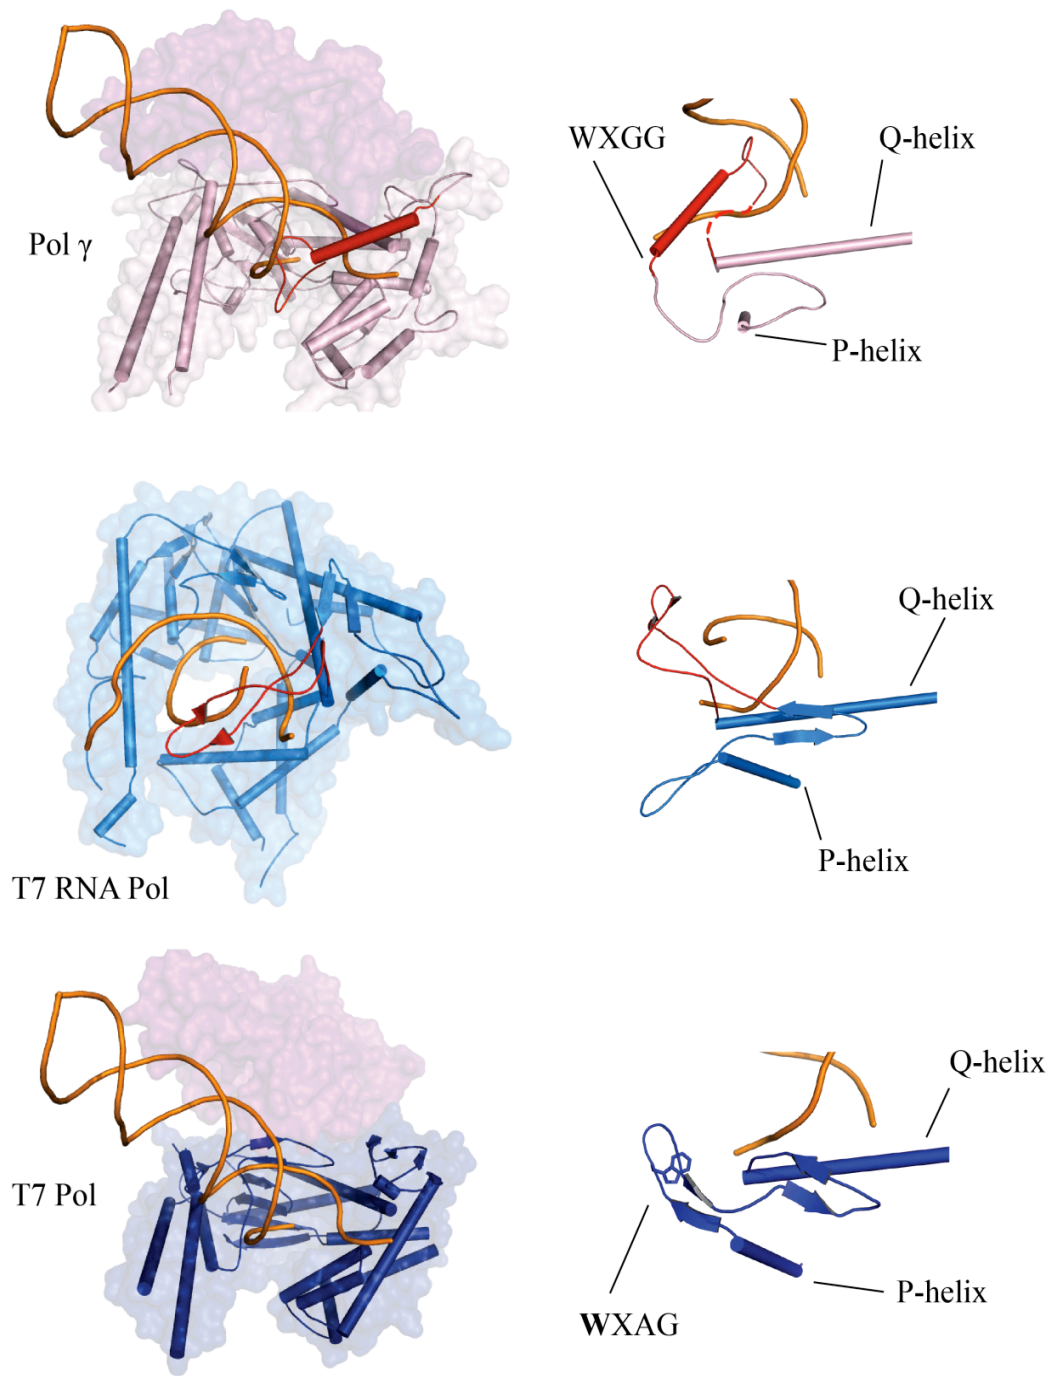 WXGG
Q-helix
Pol γ
P-helix
Q-helix
P-helix
T7 RNA Pol
Q-helix
T7 Pol
P-helix
WXAG